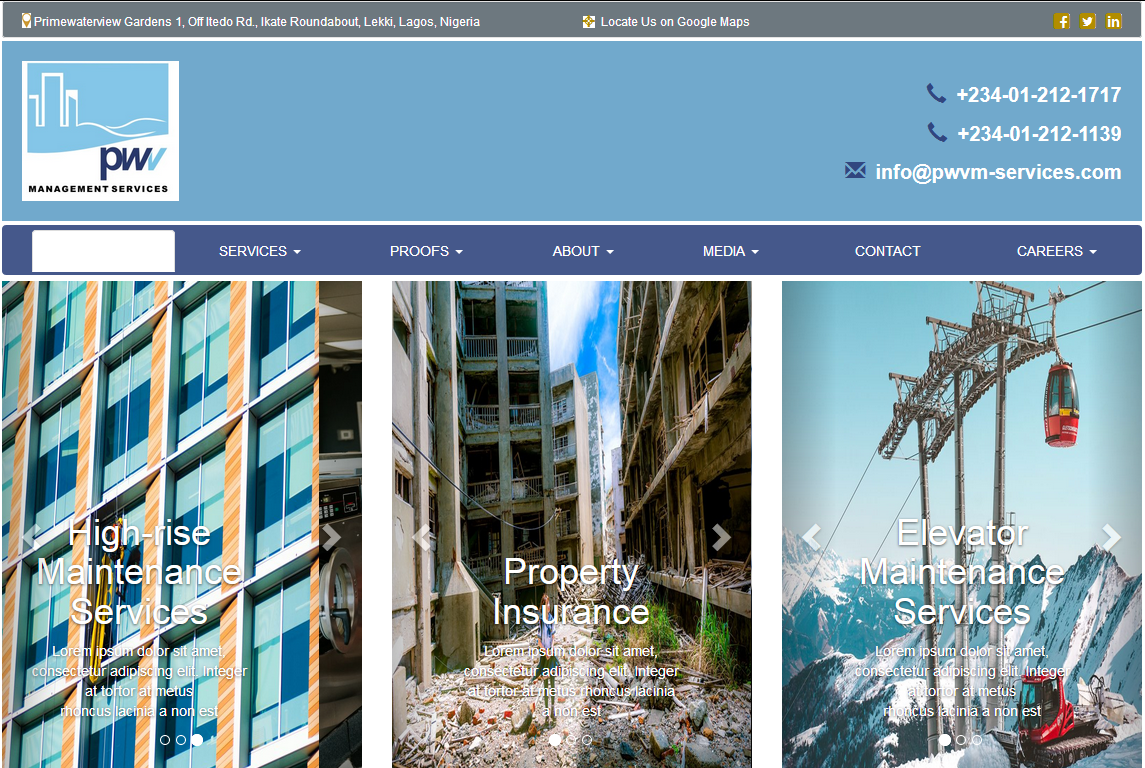 Primewaterview Gardens 1, Off Itedo Rd., Ikate Roundabout, Lekki, Lagos, Nigeria
Locate Us on Google Maps
pwv
MANAGEMENT SERVICES
+234-01-212-1717
+234-01-212-1139
info@pwvm-services.com
SERVICES
PROOFS
ABOUT
MEDIA
CONTACT
CAREERS
High-rise
Maintenance
Services
Lorem ipsum dolor sit amet,
consectetur adipiscing elit. Integer
at tortor at metus
rhoncus lacinia a non est
Property
Insurance
Lorem ipsum dolor sit amet,
consectetur adipiscing elit. Integer
at tortor at metus rhoncus lacinia
a non est
Elevator
Maintenance
Services
Lorem ipsum dolor sit amet,
consectetur adipiscing elit. Integer
at tortor at metus
rhoncus lacinia a non est